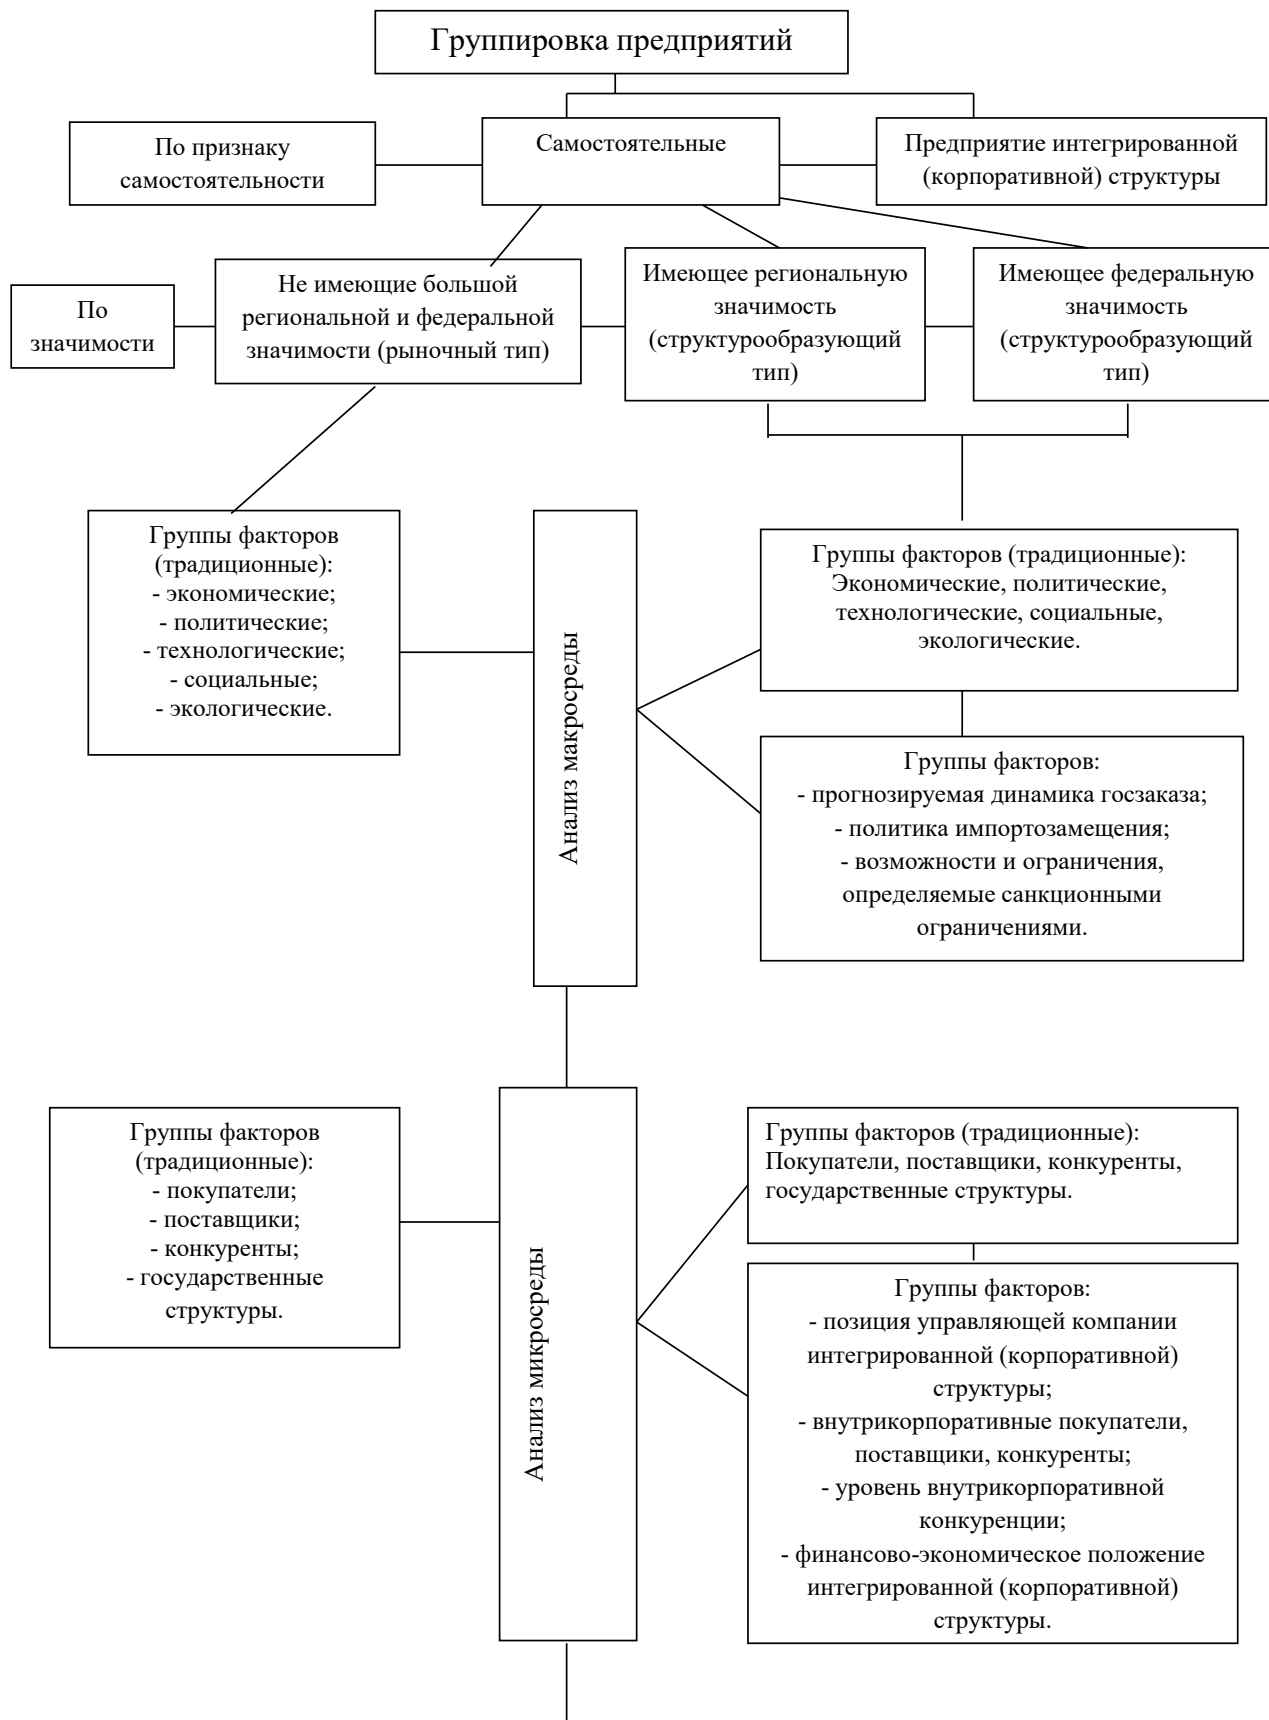 Группировка предприятий
По признаку
самостоятельности
Самостоятельные
Предприятие интегрированной
(корпоративной) структуры
По
значимости
Не имеющие большой
региональной и федеральной
значимости (рыночный тип)
Имеющее региональную
значимость
(структурообразующий
тип)
Имеющее федеральную
значимость
(структурообразующий
тип)
Группы факторов
(традиционные):
- экономические;
- политические;
- технологические;
- социальные;
- экологические.
Анализ макросреды
Группы факторов (традиционные):
Экономические, политические,
технологические, социальные,
экологические.
Группы факторов:
- прогнозируемая динамика госзаказа;
- политика импортозамещения;
- возможности и ограничения,
определяемые санкционными
ограничениями.
Группы факторов
(традиционные):
- покупатели;
- поставщики;
- конкуренты;
- государственные
структуры.
Анализ микросреды
Группы факторов (традиционные):
Покупатели, поставщики, конкуренты,
государственные структуры.
Группы факторов:
- позиция управляющей компании
интегрированной (корпоративной)
структуры;
- внутрикорпоративные покупатели,
поставщики, конкуренты;
- уровень внутрикорпоративной
конкуренции;
- финансово-экономическое положение
интегрированной (корпоративной)
структуры.